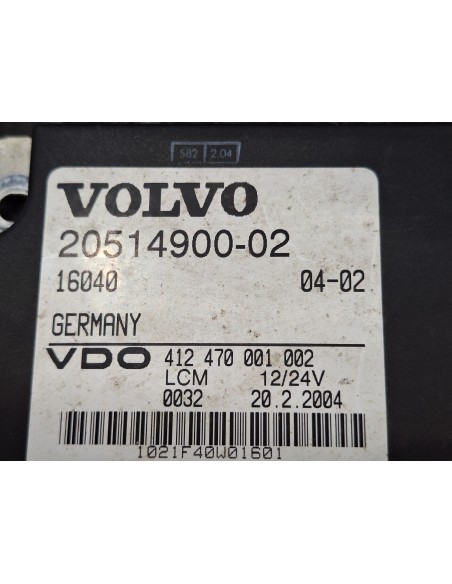 582 2.04
VOLVO
20514900-02
16040 04-02
GERMANY
VDO 412 470 001 002
LCM 12/24V
0032 20.2.2004
1021F40W01601